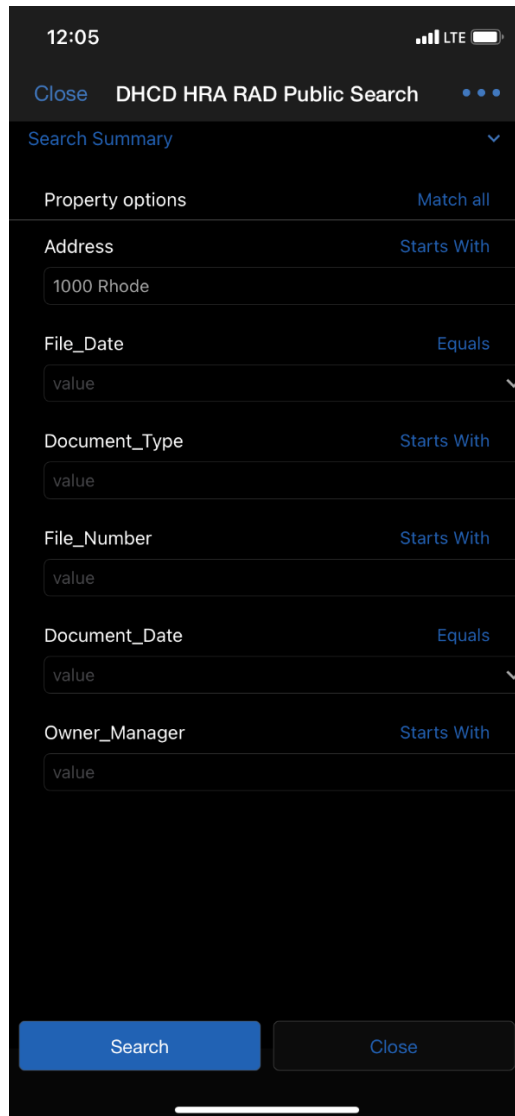 12:05 LTE
Close DHCD HRA RAD Public Search
Search Summary
Property options Match all
Address Starts With
1000 Rhode
File_Date Equals
value
Document_Type Starts With
value
File_Number Starts With
value
Document_Date Equals
value
Owner_Manager Starts With
value
Search Close